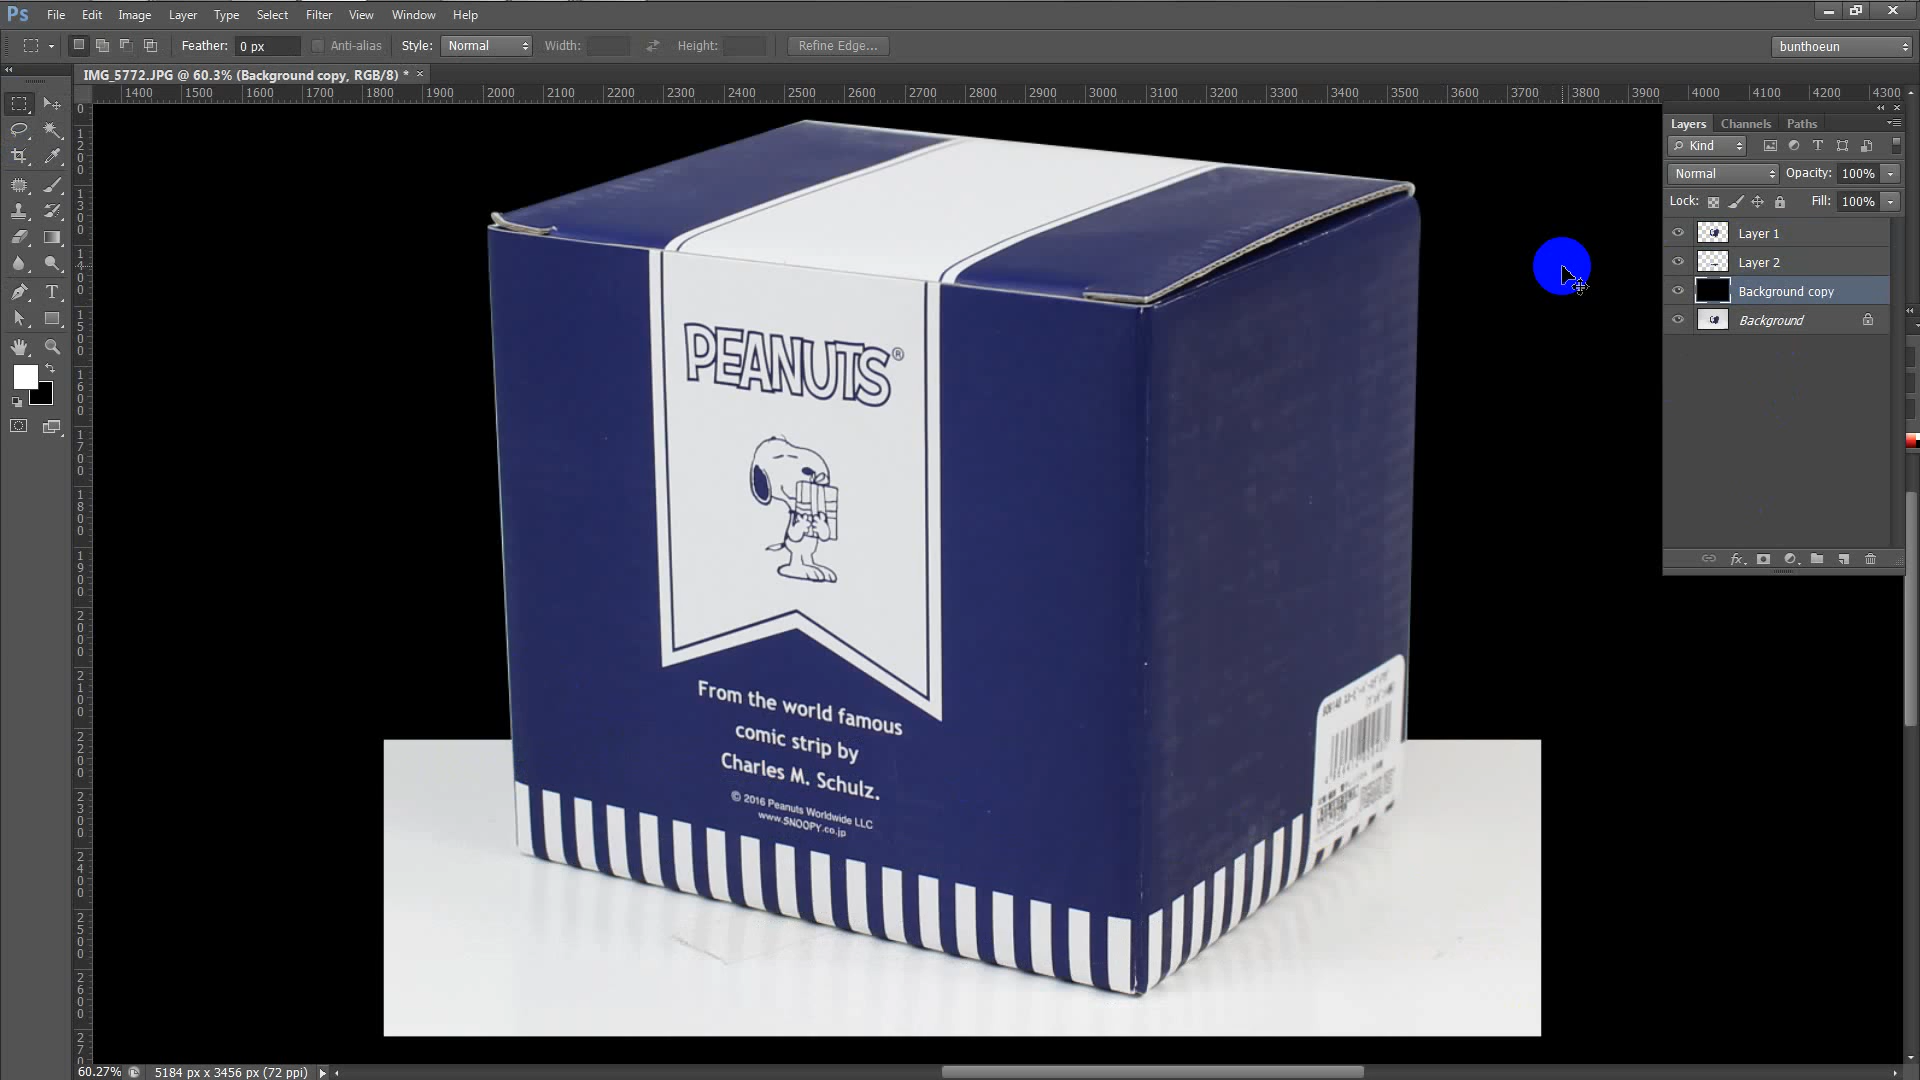 Ps File Edit Image Layer Type Select Filter View Window Help
Feather: 0 px Anti-alias Style: Normal Width: Height: Refine Edge... bunthoeun
IMG_5772.JPG @ 60.3% (Background copy, RGB/8) * ×
1400 1500 1600 1700 1800 1900 2000 2100 2200 2300 2400 2500 2600 2700 2800 2900 3000 3100 3200 3300 3400 3500 3600 3700 3800 3900 4000 4100 4200 4300
Layers Channels Paths
Kind
Normal Opacity: 100%
Lock: Fill: 100%
Layer 1
Layer 2
Background copy
Background
PEANUTS®
From the world famous
comic strip by
Charles M. Schulz.
© 2016 Peanuts Worldwide LLC
www.SNOOPY.co.jp
60.27% 5184 px x 3456 px (72 ppi)